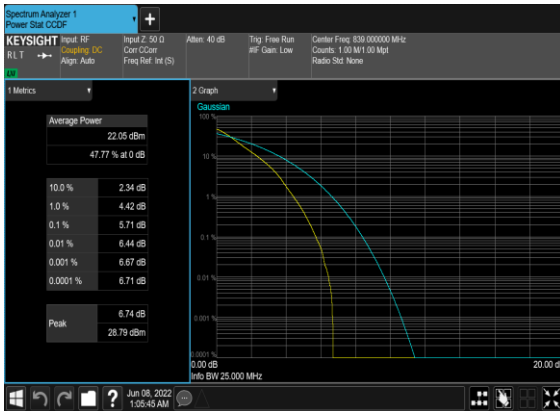 Spectrum Analyzer 1
Power Stat CCDF
+
KEYSIGHT
R L T
LM
Input: RF
Coupling: DC
Align: Auto
Input Z: 50 Ω
Corr CCorr
Freq Ref: Int (S)
Atten: 40 dB
Trig: Free Run
#IF Gain: Low
Center Freq: 839.000000 MHz
Counts: 1.00 M/1.00 Mpt
Radio Std: None
1 Metrics
Average Power
22.05 dBm
47.77 % at 0 dB
10.0 % 2.34 dB
1.0 % 4.42 dB
0.1 % 5.71 dB
0.01 % 6.44 dB
0.001 % 6.67 dB
0.0001 % 6.71 dB
Peak
6.74 dB
28.79 dBm
2 Graph
Gaussian
100 %
10 %
1 %
0.1 %
0.01 %
0.001 %
0.0001 %
0.00 dB
20.00 d
Info BW 25.000 MHz
?
Jun 08, 2022
1:05:45 AM